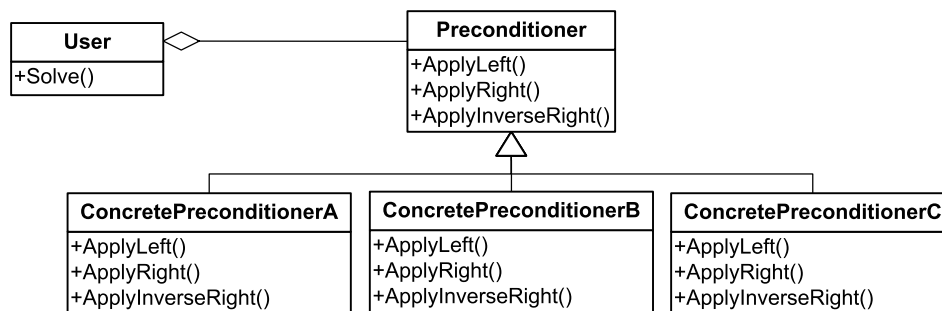 User
+Solve()
Preconditioner
+ApplyLeft()
+ApplyRight()
+ApplyInverseRight()
ConcretePreconditionerA
+ApplyLeft()
+ApplyRight()
+ApplyInverseRight()
ConcretePreconditionerB
+ApplyLeft()
+ApplyRight()
+ApplyInverseRight()
ConcretePreconditionerC
+ApplyLeft()
+ApplyRight()
+ApplyInverseRight()